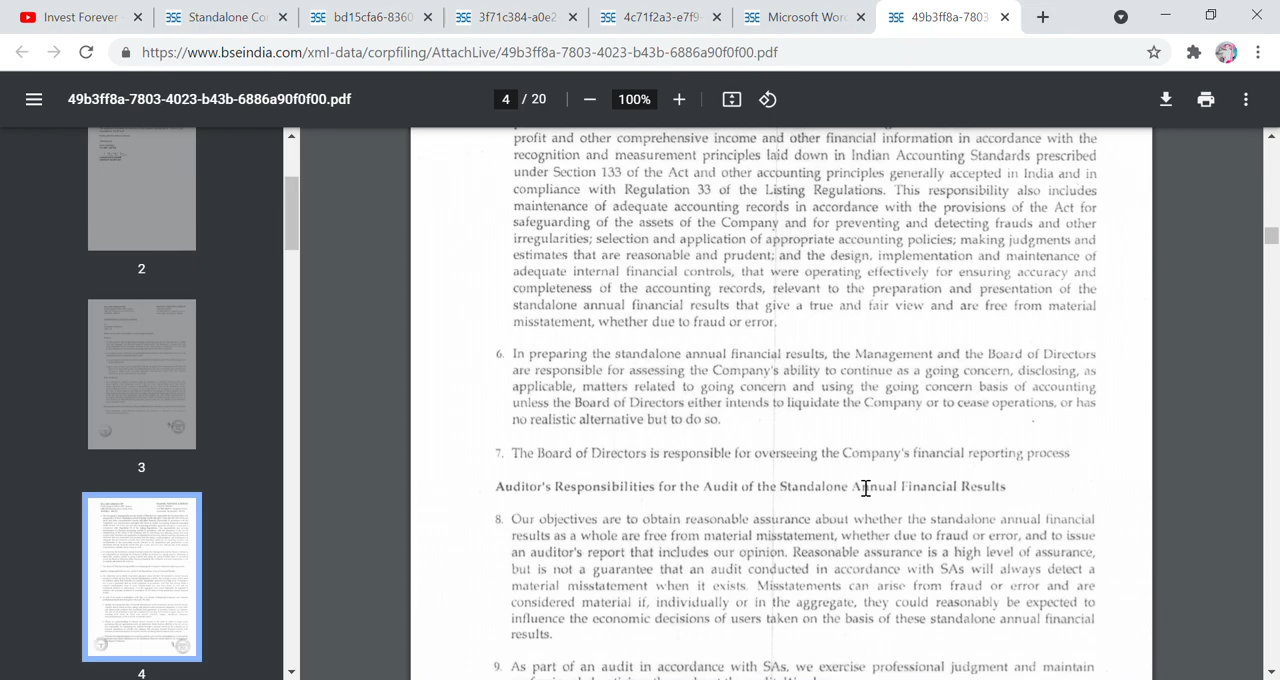 Invest Forever -
Standalone Co
bd15cfa6-8360
3f71c384-a0e2
4c71f2a3-e7f9-
Microsoft Wor
49b3ff8a-7803
https://www.bseindia.com/xml-data/corpfiling/AttachLive/49b3ff8a-7803-4023-b43b-6886a90f0f00.pdf
49b3ff8a-7803-4023-b43b-6886a90f0f00.pdf
4 / 20
100%
2
3
4
profit and other comprehensive income and other financial information in accordance with the
recognition and measurement principles laid down in Indian Accounting Standards prescribed
under Section 133 of the Act and other accounting principles generally accepted in India and in
compliance with Regulation 33 of the Listing Regulations. This responsibility also includes
maintenance of adequate accounting records in accordance with the provisions of the Act for
safeguarding of the assets of the Company and for preventing and detecting frauds and other
irregularities; selection and application of appropriate accounting policies; making judgments and
estimates that are reasonable and prudent; and the design, implementation and maintenance of
adequate internal financial controls, that were operating effectively for ensuring accuracy and
completeness of the accounting records, relevant to the preparation and presentation of the
standalone annual financial results that give a true and fair view and are free from material
misstatement, whether due to fraud or error.
6. In preparing the standalone annual financial results, the Management and the Board of Directors
are responsible for assessing the Company's ability to continue as a going concern, disclosing, as
applicable, matters related to going concern and using the going concern basis of accounting
unless the Board of Directors either intends to liquidate the Company or to cease operations, or has
no realistic alternative but to do so.
7. The Board of Directors is responsible for overseeing the Company's financial reporting process
Auditor's Responsibilities for the Audit of the Standalone Annual Financial Results
8. Our objectives are to obtain reasonable assurance about whether the standalone annual financial
results as a whole are free from material misstatement, whether due to fraud or error, and to issue
an auditor's report that includes our opinion. Reasonable assurance is a high level of assurance,
but is not a guarantee that an audit conducted in accordance with SAs will always detect a
material misstatement when it exists. Misstatements can arise from fraud or error and are
considered material if, individually or in the aggregate, they could reasonably be expected to
influence the economic decisions of users taken on the basis of these standalone annual financial
results.
9. As part of an audit in accordance with SAs, we exercise professional judgment and maintain